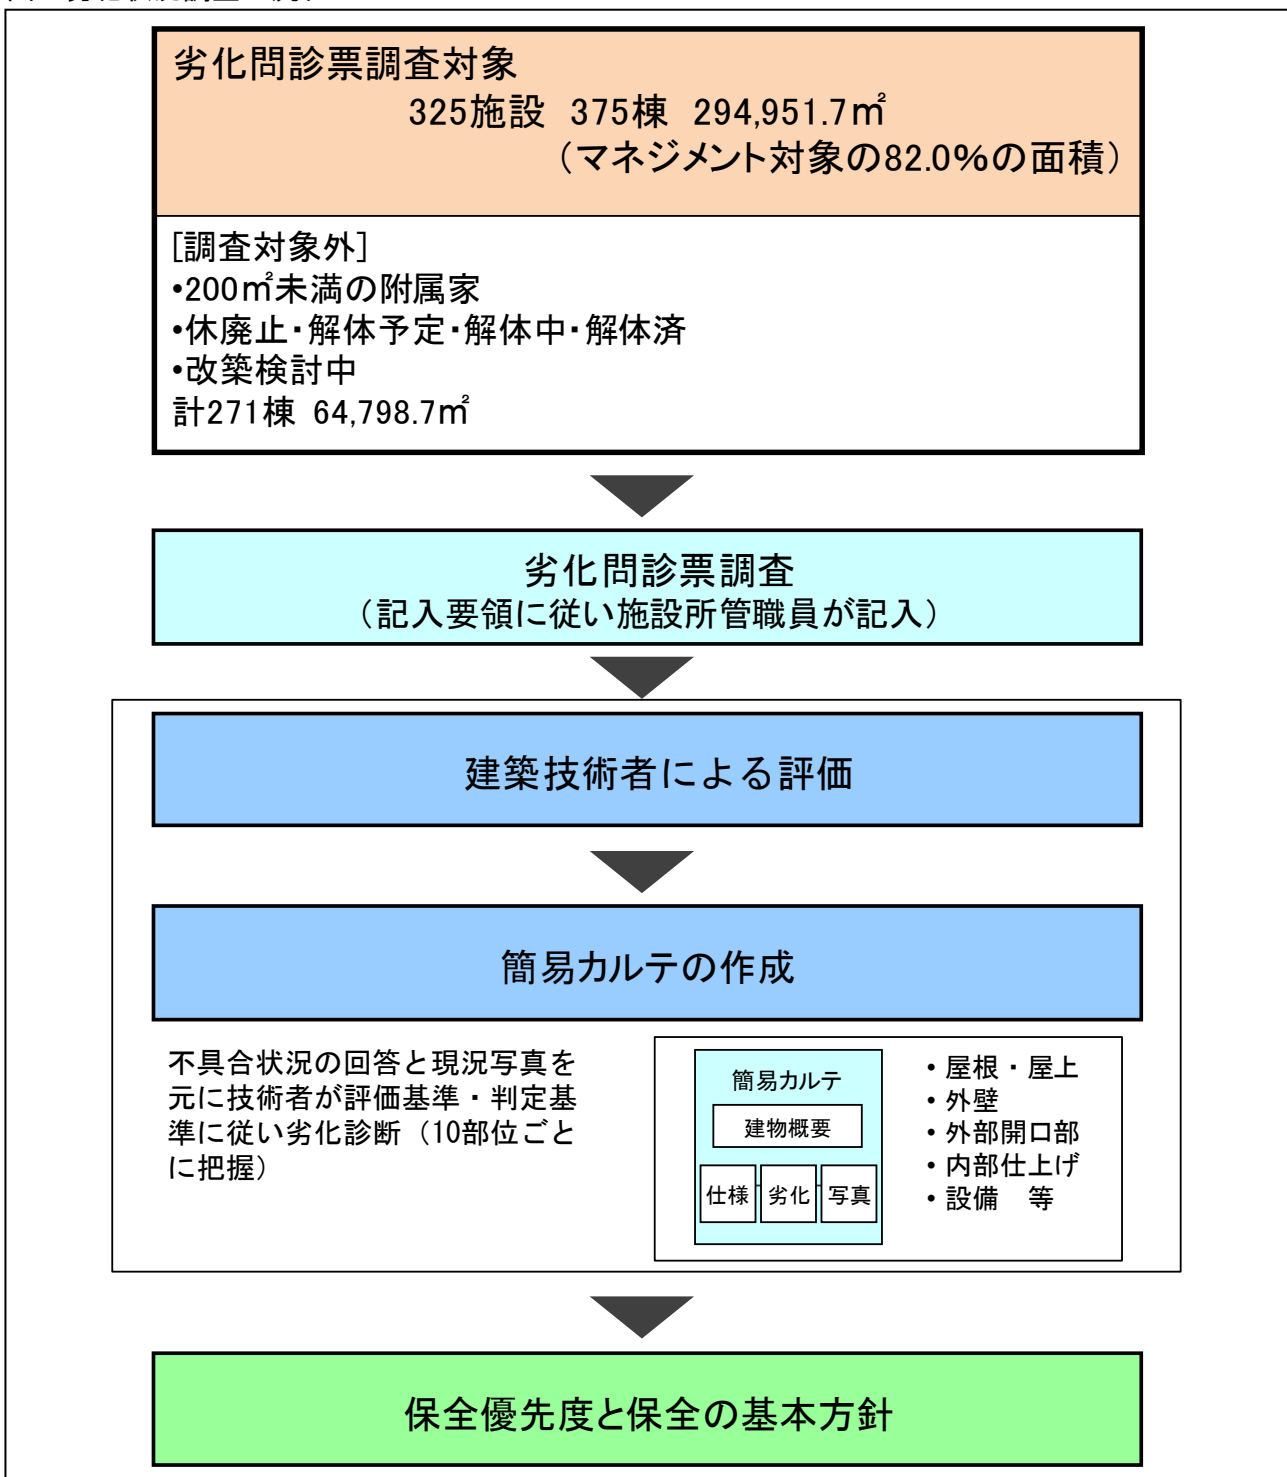 劣化問診票調査対象
325施設 375棟 294,951.7㎡
（マネジメント対象の82.0％の面積）
[調査対象外]
•200㎡未満の附属家
•休廃止・解体予定・解体中・解体済
•改築検討中
計271棟 64,798.7㎡
劣化問診票調査
（記入要領に従い施設所管職員が記入）
建築技術者による評価
簡易カルテの作成
不具合状況の回答と現況写真を
元に技術者が評価基準・判定基
準に従い劣化診断（10部位ごと
に把握）
簡易カルテ
建物概要
仕様 劣化 写真
・屋根・屋上
・外壁
・外部開口部
・内部仕上げ
・設備 等
保全優先度と保全の基本方針